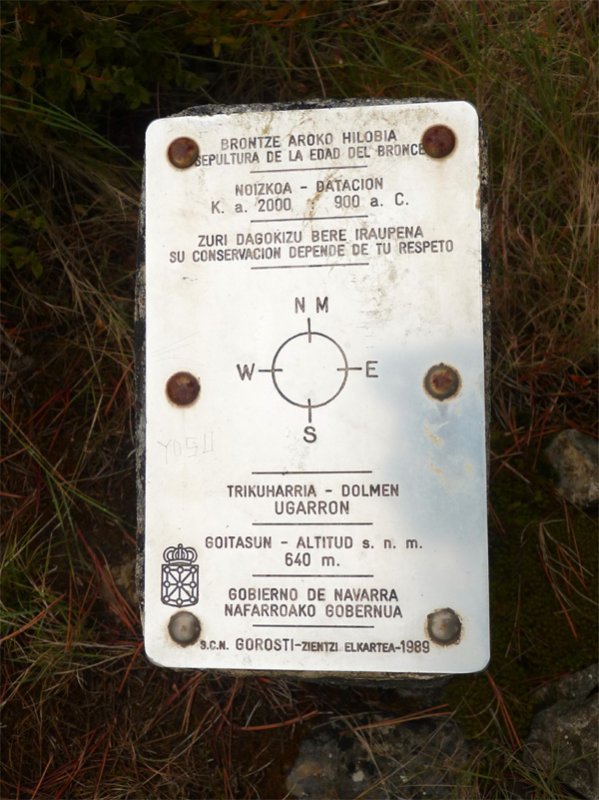 BRONTZE AROKO HILOBIA
SEPULTURA DE LA EDAD DEL BRONCE
NOIZKOA - DATACION
K. a. 2000 900 a. C.
ZURI DAGOKIZU BERE IRAUPENA
SU CONSERVACION DEPENDE DE TU RESPETO
N M
W E
S
YOSU
TRIKUHARRIA - DOLMEN
UGARRON
GOITASUN - ALTITUD s. n. m.
640 m.
GOBIERNO DE NAVARRA
NAFARROAKO GOBERNUA
S.C.N. GOROSTI-ZIENTZI ELKARTEA-1989